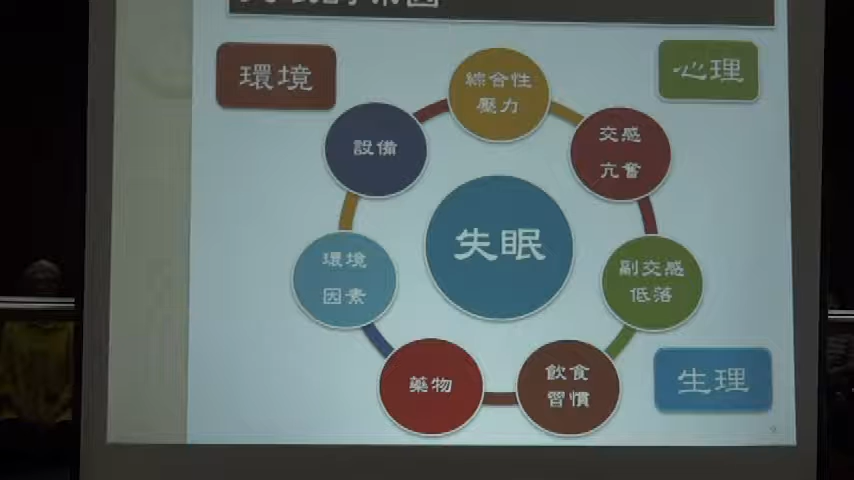 環境
心理
綜合性
壓力
交感
亢奮
設備
失眠
環境
因素
副交感
低落
藥物
飲食
習慣
生理